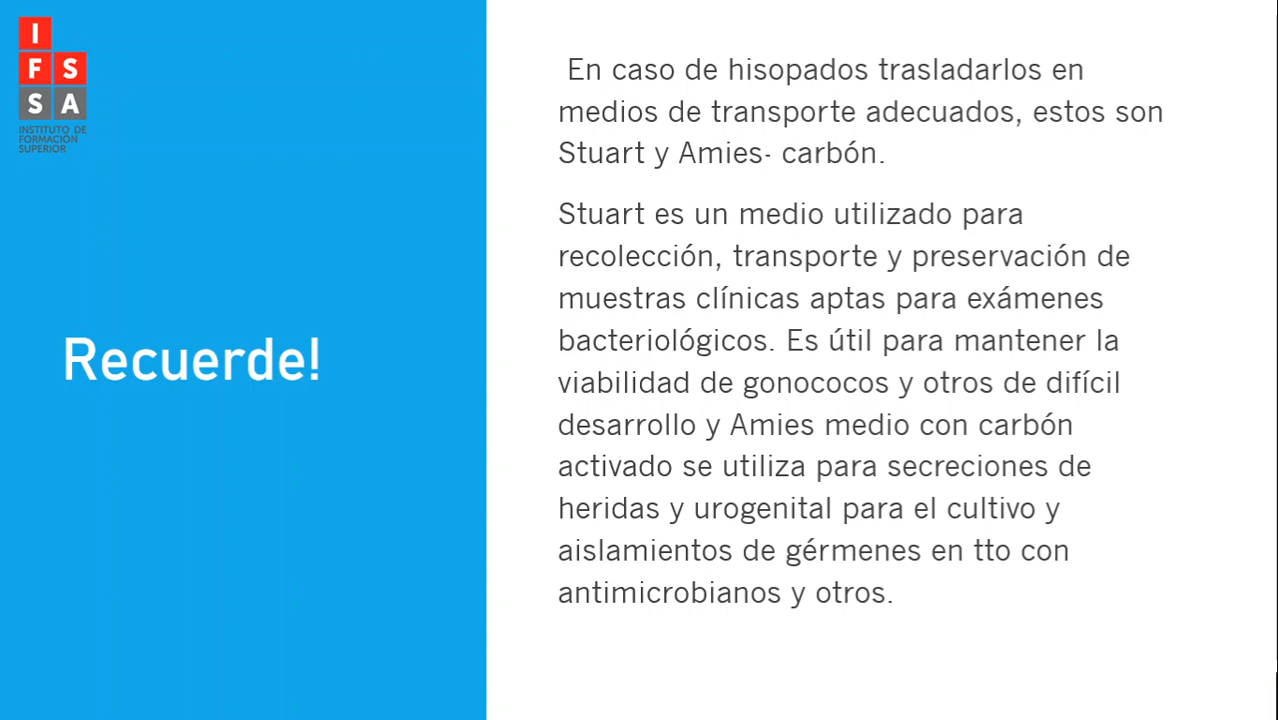 I
F S
S A
INSTITUTO DE
FORMACIÓN
SUPERIOR
Recuerde!
En caso de hisopados trasladarlos en
medios de transporte adecuados, estos son
Stuart y Amies- carbón.
Stuart es un medio utilizado para
recolección, transporte y preservación de
muestras clínicas aptas para exámenes
bacteriológicos. Es útil para mantener la
viabilidad de gonococos y otros de difícil
desarrollo y Amies medio con carbón
activado se utiliza para secreciones de
heridas y urogenital para el cultivo y
aislamientos de gérmenes en tto con
antimicrobianos y otros.